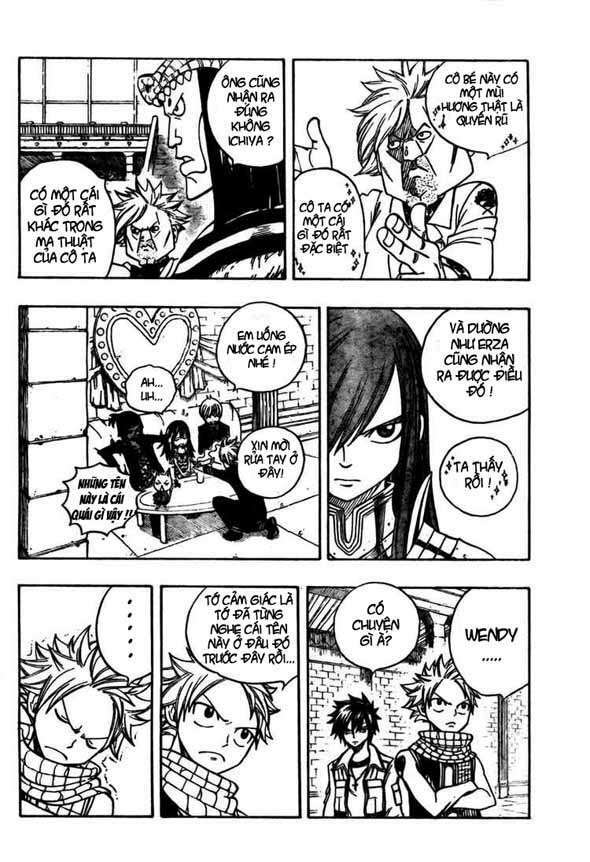 CÔ BÉ NÀY CÓ
MỘT MÙI
HƯƠNG THẬT LÀ
QUYẾN RŨ
CÔ TA CÓ
MỘT CÁI
GÌ ĐÓ RẤT
ĐẶC BIỆT
ÔNG CŨNG
NHẬN RA
ĐÚNG
KHÔNG
ICHIYA ?
CÓ MỘT CÁI
GÌ ĐÓ RẤT
KHÁC TRONG
MA THUẬT
CỦA CÔ TA
VÀ DƯỜNG
NHƯ ERZA
CŨNG NHẬN
RA ĐƯỢC ĐIỀU
ĐÓ !
TA THẤY
RỒI !
EM UỐNG
NƯỚC CAM ÉP
NHÉ !
AH...
UH...
XIN MỜI
RỬA TAY Ở
ĐÂY!
NHỮNG TÊN
NÀY LÀ CÁI
QUÁI GÌ VẬY !!
WENDY
.....
CÓ
CHUYỆN
GÌ À?
TỚ CẢM GIÁC LÀ
TỚ ĐÃ TỪNG
NGHE CÁI TÊN
NÀY Ở ĐÂU ĐÓ
TRƯỚC ĐÂY RỒI...
......